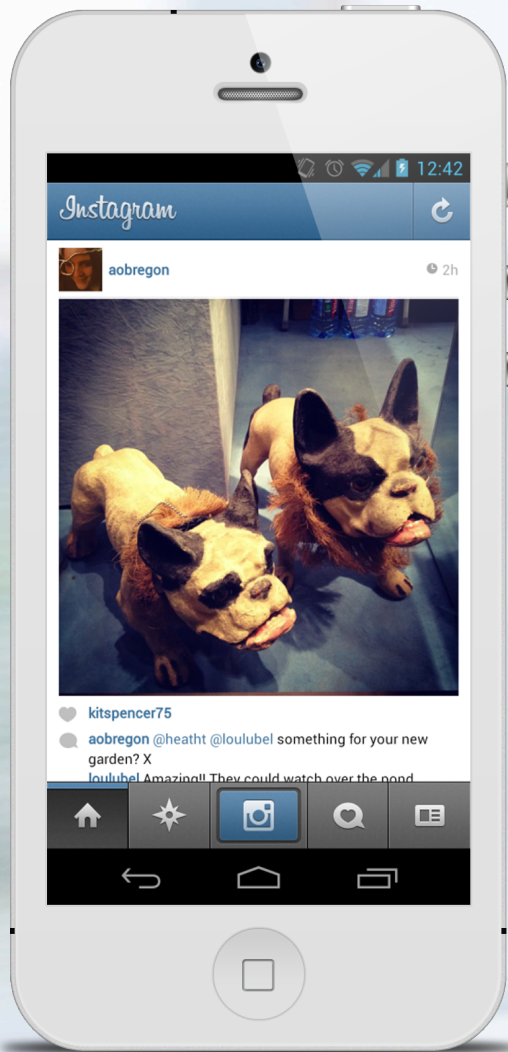 12:42
Instagram
aobregon 2h
kitspencer75
aobregon @heatht @loulubel something for your new
garden? X
loulubel Amazing!! They could watch over the pond